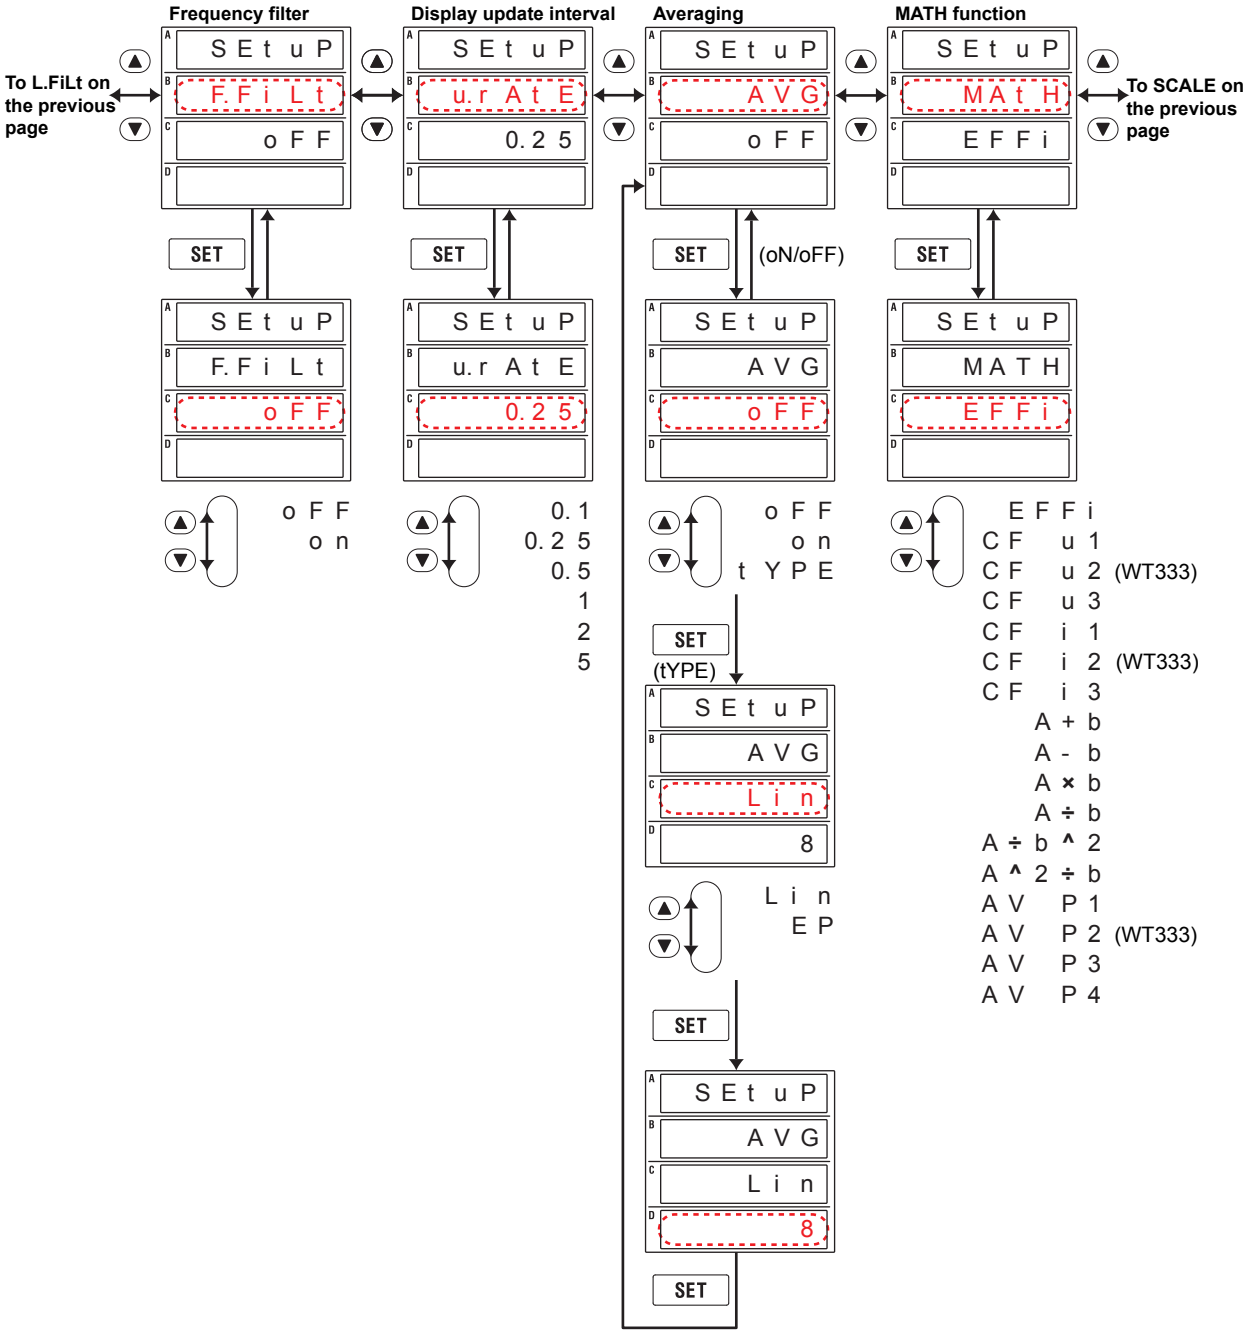 Frequency filter
Display update interval
Averaging
MATH function
To L.FiLt on
the previous
page
A SEtuP
B F.FiLt
C oFF
D
A SEtuP
B u.rAtE
C 0.25
D
A SEtuP
B AVG
C oFF
D
A SEtuP
B MAtH
C EFFi
D
To SCALE on
the previous
page
SET
SET
SET
(oN/oFF)
SET
A SEtuP
B F.FiLt
C oFF
D
oFF
on
A SEtuP
B u.rAtE
C 0.25
D
0.1
0.25
0.5
1
2
5
A SEtuP
B AVG
C oFF
D
oFF
on
tYPE
SET
(tYPE)
A SEtuP
B AVG
C Lin
D 8
Lin
EP
SET
A SEtuP
B AVG
C Lin
D 8
SET
A SEtuP
B MATH
C EFFi
D
EFFi
CF u1
CF u2 (WT333)
CF u3
CF i1
CF i2 (WT333)
CF i3
A+b
A-b
A×b
A÷b
A÷b^2
A^2÷b
AV P1
AV P2 (WT333)
AV P3
AV P4